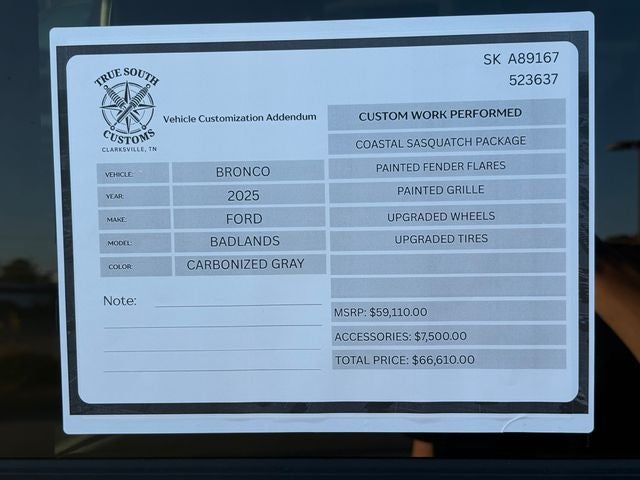 SK A89167
523637
TRUE SOUTH
CUSTOMS
CLARKSVILLE, TN
Vehicle Customization Addendum
VEHICLE: BRONCO
YEAR: 2025
MAKE: FORD
MODEL: BADLANDS
COLOR: CARBONIZED GRAY
Note:
CUSTOM WORK PERFORMED
COASTAL SASQUATCH PACKAGE
PAINTED FENDER FLARES
PAINTED GRILLE
UPGRADED WHEELS
UPGRADED TIRES
MSRP: $59,110.00
ACCESSORIES: $7,500.00
TOTAL PRICE: $66,610.00